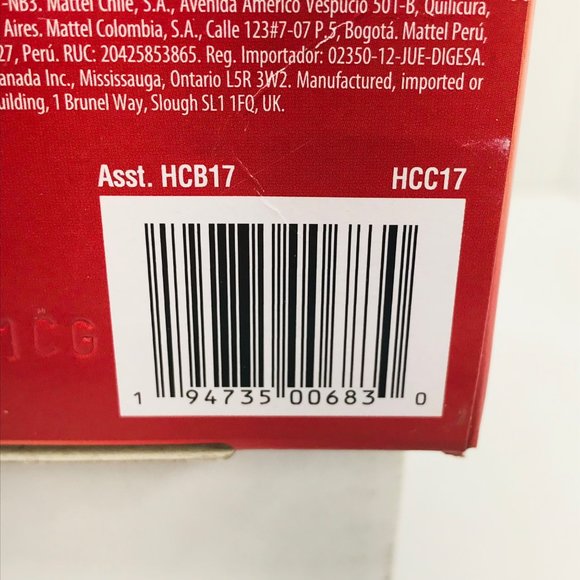 -NB3. Mattel Chile, S.A., Avenida Américo Vespucio 501-B, Quilicura,
Aires. Mattel Colombia, S.A., Calle 123#7-07 P.5, Bogotá. Mattel Perú,
27, Perú. RUC: 20425853865. Reg. Importador: 02350-12-JUE-DIGESA.
anada Inc., Mississauga, Ontario L5R 3W2. Manufactured, imported or
uilding, 1 Brunel Way, Slough SL1 1FQ, UK.
Asst. HCB17 HCC17
MCG
1 94735 00683 0